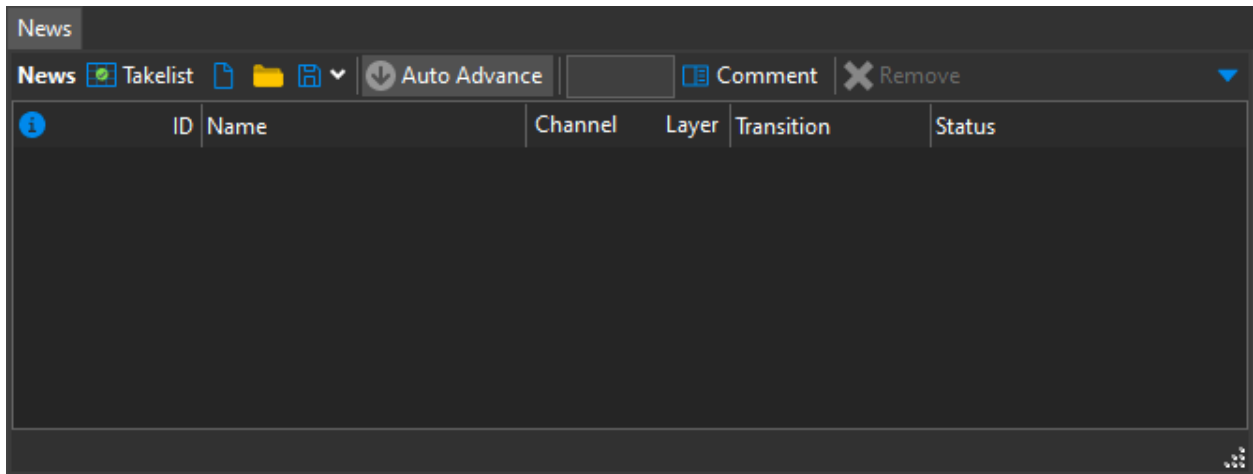 News
News Takelist Auto Advance Comment Remove
ID Name Channel Layer Transition Status